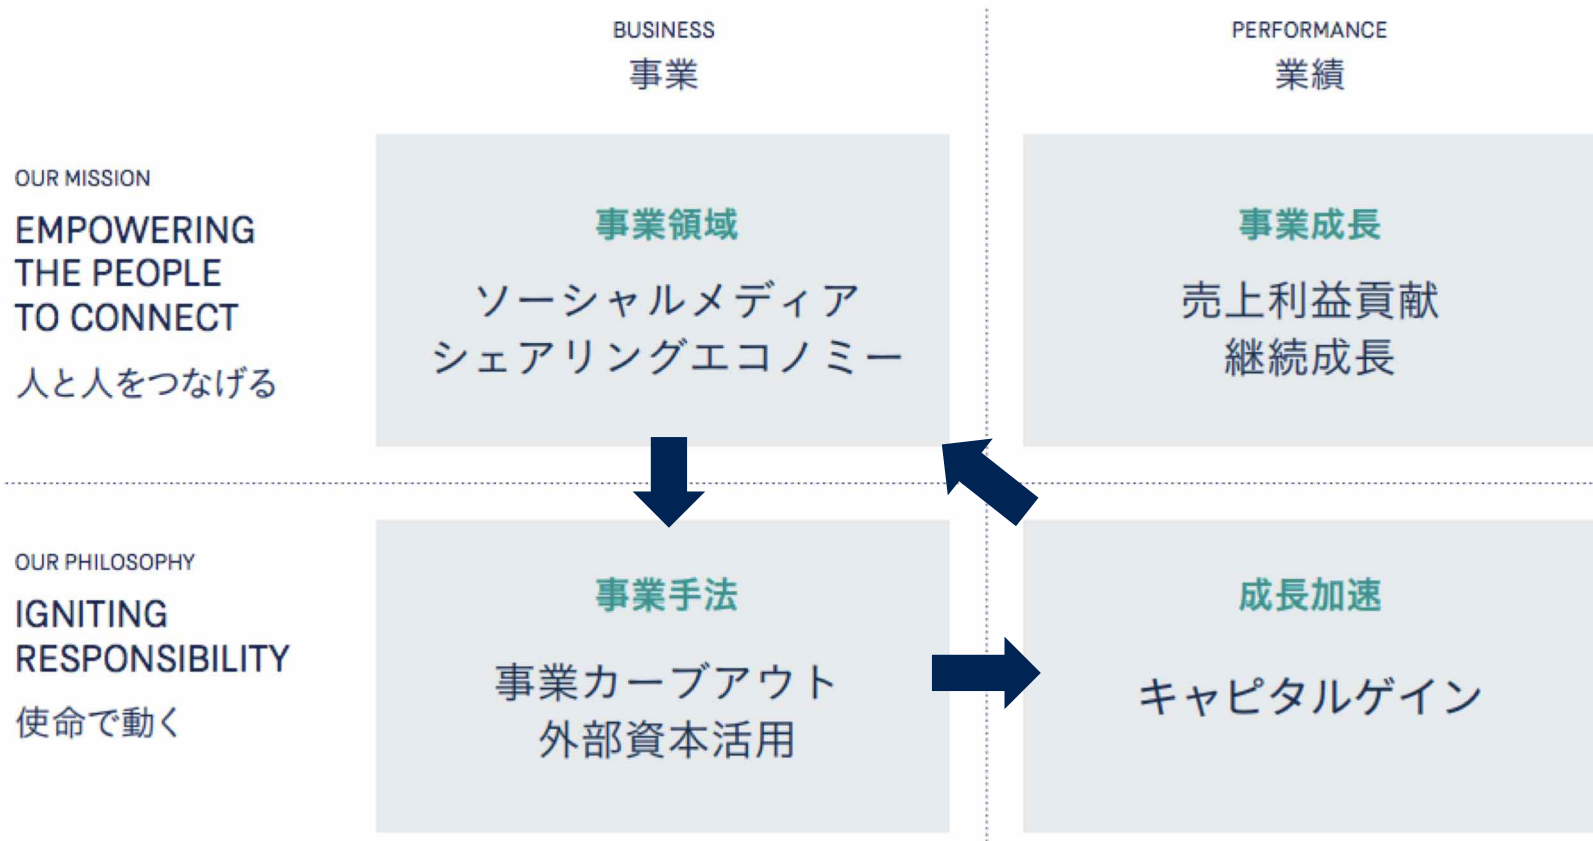 BUSINESS
事業
PERFORMANCE
業績
OUR MISSION
EMPOWERING
THE PEOPLE
TO CONNECT
人と人をつなげる
事業領域
ソーシャルメディア
シェアリングエコノミー
事業成長
売上利益貢献
継続成長
OUR PHILOSOPHY
IGNITING
RESPONSIBILITY
使命で動く
事業手法
事業カーブアウト
外部資本活用
成長加速
キャピタルゲイン